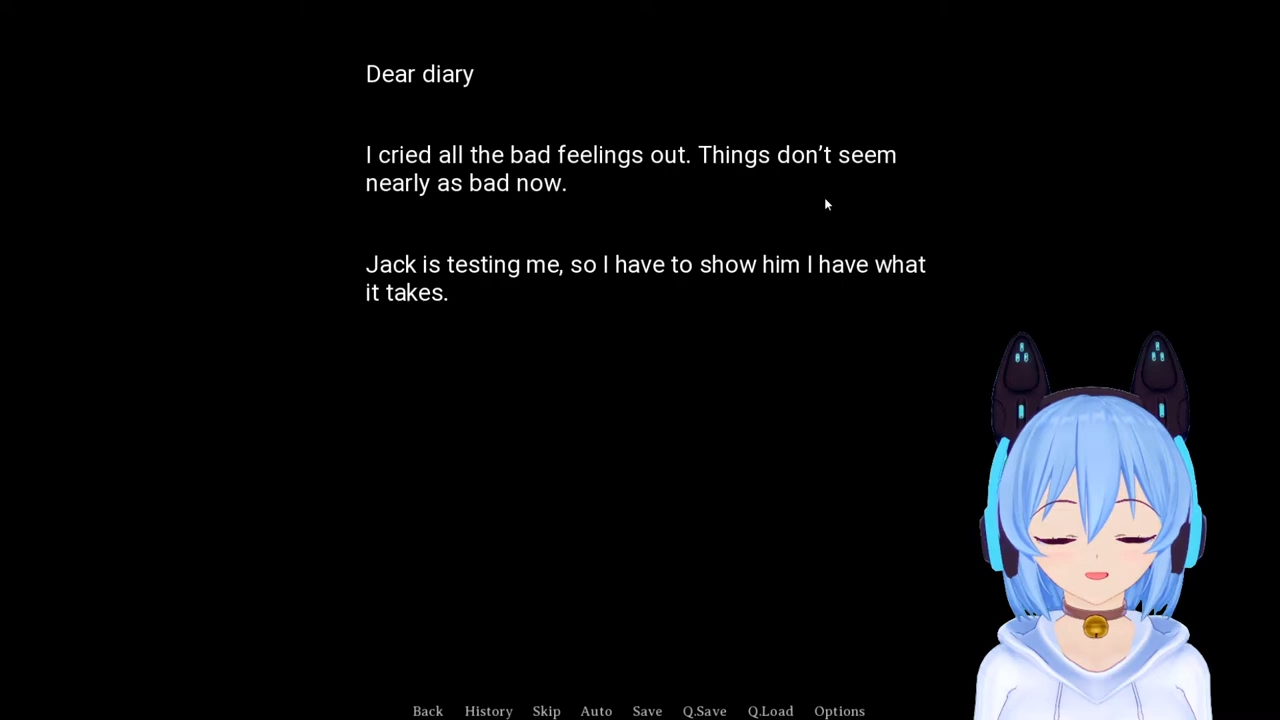 Dear diary
I cried all the bad feelings out. Things don’t seem
nearly as bad now.
Jack is testing me, so I have to show him I have what
it takes.
Back History Skip Auto Save Q.Save Q.Load Options